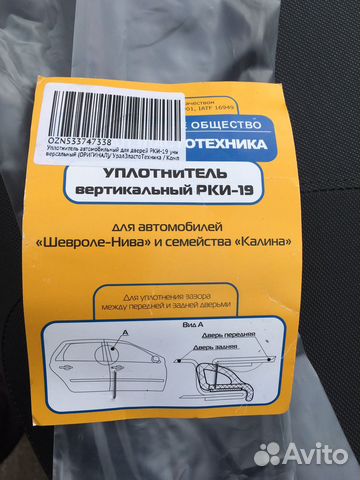 качеством
001, IATF 16949
OZN533747338
Уплотнитель автомобильный для дверей РКИ-19 уни
версальный (ОРИГИНАЛ)/ УралЭластоТехника / Комп
ОБЩЕСТВО
ОТЕХНИКА
УПЛОТНИТЕЛЬ
вертикальный РКИ-19
для автомобилей
«Шевроле-Нива» и семейства «Калина»
Для уплотнения зазора
между передней и задней дверьми
А
Вид А
Дверь передняя
Дверь задняя
Avito